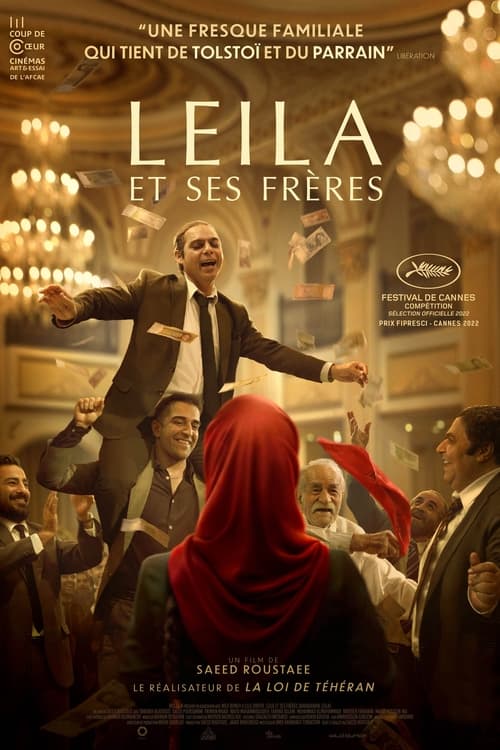 COUP DE
CŒUR
CINÉMAS
ART & ESSAI
DE L'AFCAE
"UNE FRESQUE FAMILIALE
QUI TIENT DE TOLSTOÏ ET DU PARRAIN" LIBÉRATION
LEILA
ET SES FRÈRES
FESTIVAL DE CANNES
COMPÉTITION
SÉLECTION OFFICIELLE 2022
PRIX FIPRESCI - CANNES 2022
UN FILM DE
SAEED ROUSTAEE
LE RÉALISATEUR DE LA LOI DE TÉHÉRAN